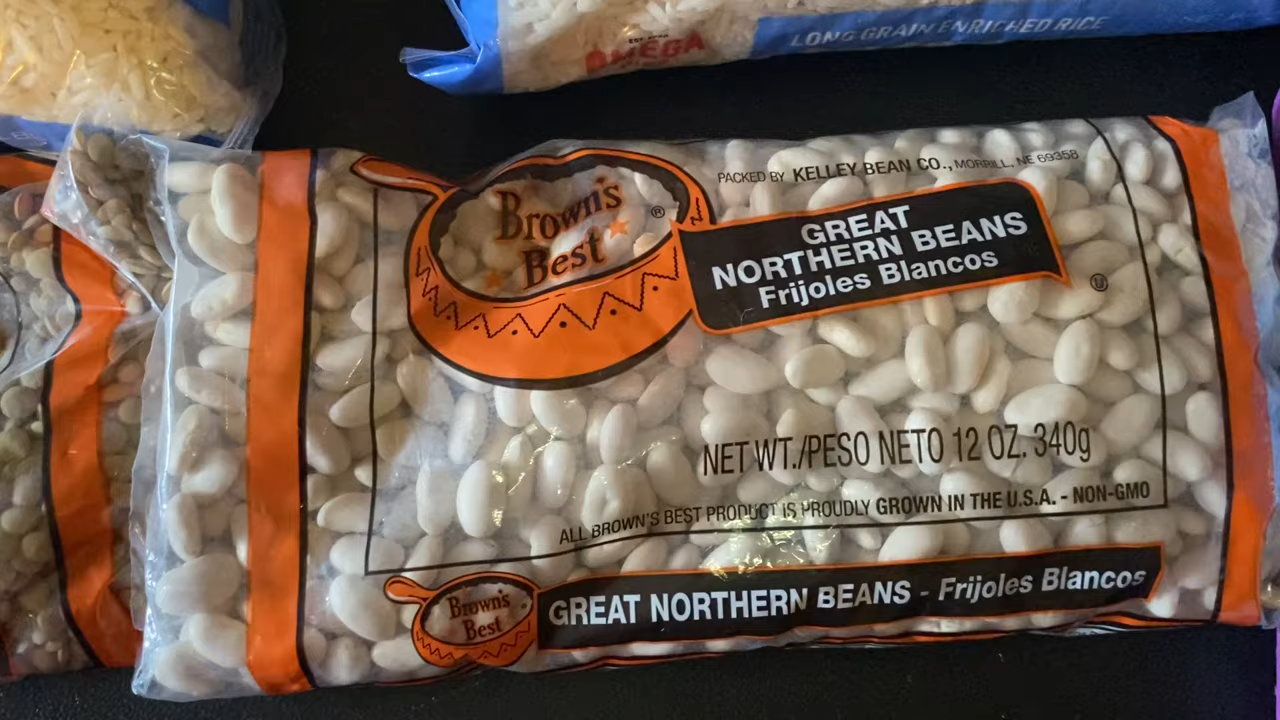 OMEGA
LONG GRAIN ENRICHED RICE
PACKED BY KELLEY BEAN CO., MORRILL, NE 69358
Brown's
Best ®
GREAT
NORTHERN BEANS
Frijoles Blancos
U
NET WT./PESO NETO 12 OZ. 340g
ALL BROWN'S BEST PRODUCT IS PROUDLY GROWN IN THE U.S.A. - NON-GMO
Brown's
Best
GREAT NORTHERN BEANS - Frijoles Blancos